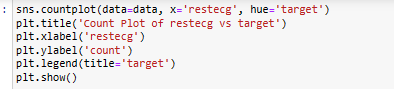 : sns.countplot(data=data, x='restecg', hue='target')
plt.title('Count Plot of restecg vs target')
plt.xlabel('restecg')
plt.ylabel('count')
plt.legend(title='target')
plt.show()